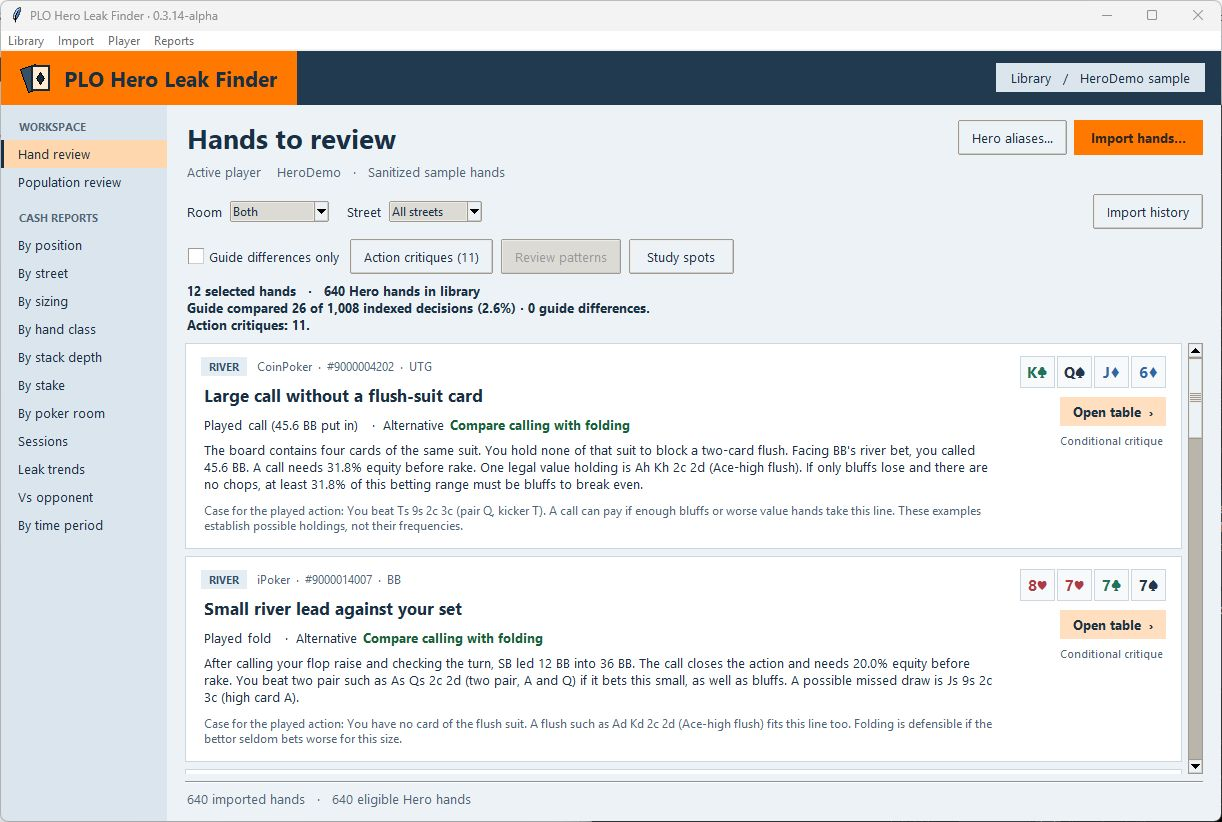 PLO Hero Leak Finder · 0.3.14-alpha
Library Import Player Reports
PLO Hero Leak Finder
Library / HeroDemo sample
WORKSPACE
Hand review
Population review
CASH REPORTS
By position
By street
By sizing
By hand class
By stack depth
By stake
By poker room
Sessions
Leak trends
Vs opponent
By time period
Hands to review
Hero aliases...
Import hands...
Active player HeroDemo · Sanitized sample hands
Room Both Street All streets
Import history
Guide differences only Action critiques (11) Review patterns Study spots
12 selected hands · 640 Hero hands in library
Guide compared 26 of 1,008 indexed decisions (2.6%) · 0 guide differences.
Action critiques: 11.
RIVER CoinPoker · #9000004202 · UTG
K♣ Q♠ J♦ 6♦
Large call without a flush-suit card
Open table ›
Played call (45.6 BB put in) · Alternative Compare calling with folding
Conditional critique
The board contains four cards of the same suit. You hold none of that suit to block a two-card flush. Facing BB's river bet, you called
45.6 BB. A call needs 31.8% equity before rake. One legal value holding is Ah Kh 2c 2d (Ace-high flush). If only bluffs lose and there are
no chops, at least 31.8% of this betting range must be bluffs to break even.
Case for the played action: You beat Ts 9s 2c 3c (pair Q, kicker T). A call can pay if enough bluffs or worse value hands take this line. These examples
establish possible holdings, not their frequencies.
RIVER iPoker · #9000014007 · BB
8♥ 7♥ 7♣ 7♠
Small river lead against your set
Open table ›
Played fold · Alternative Compare calling with folding
Conditional critique
After calling your flop raise and checking the turn, SB led 12 BB into 36 BB. The call closes the action and needs 20.0% equity before
rake. You beat two pair such as As Qs 2c 2d (two pair, A and Q) if it bets this small, as well as bluffs. A possible missed draw is Js 9s 2c
3c (high card A).
Case for the played action: You have no card of the flush suit. A flush such as Ad Kd 2c 2d (Ace-high flush) fits this line too. Folding is defensible if the
bettor seldom bets worse for this size.
640 imported hands · 640 eligible Hero hands